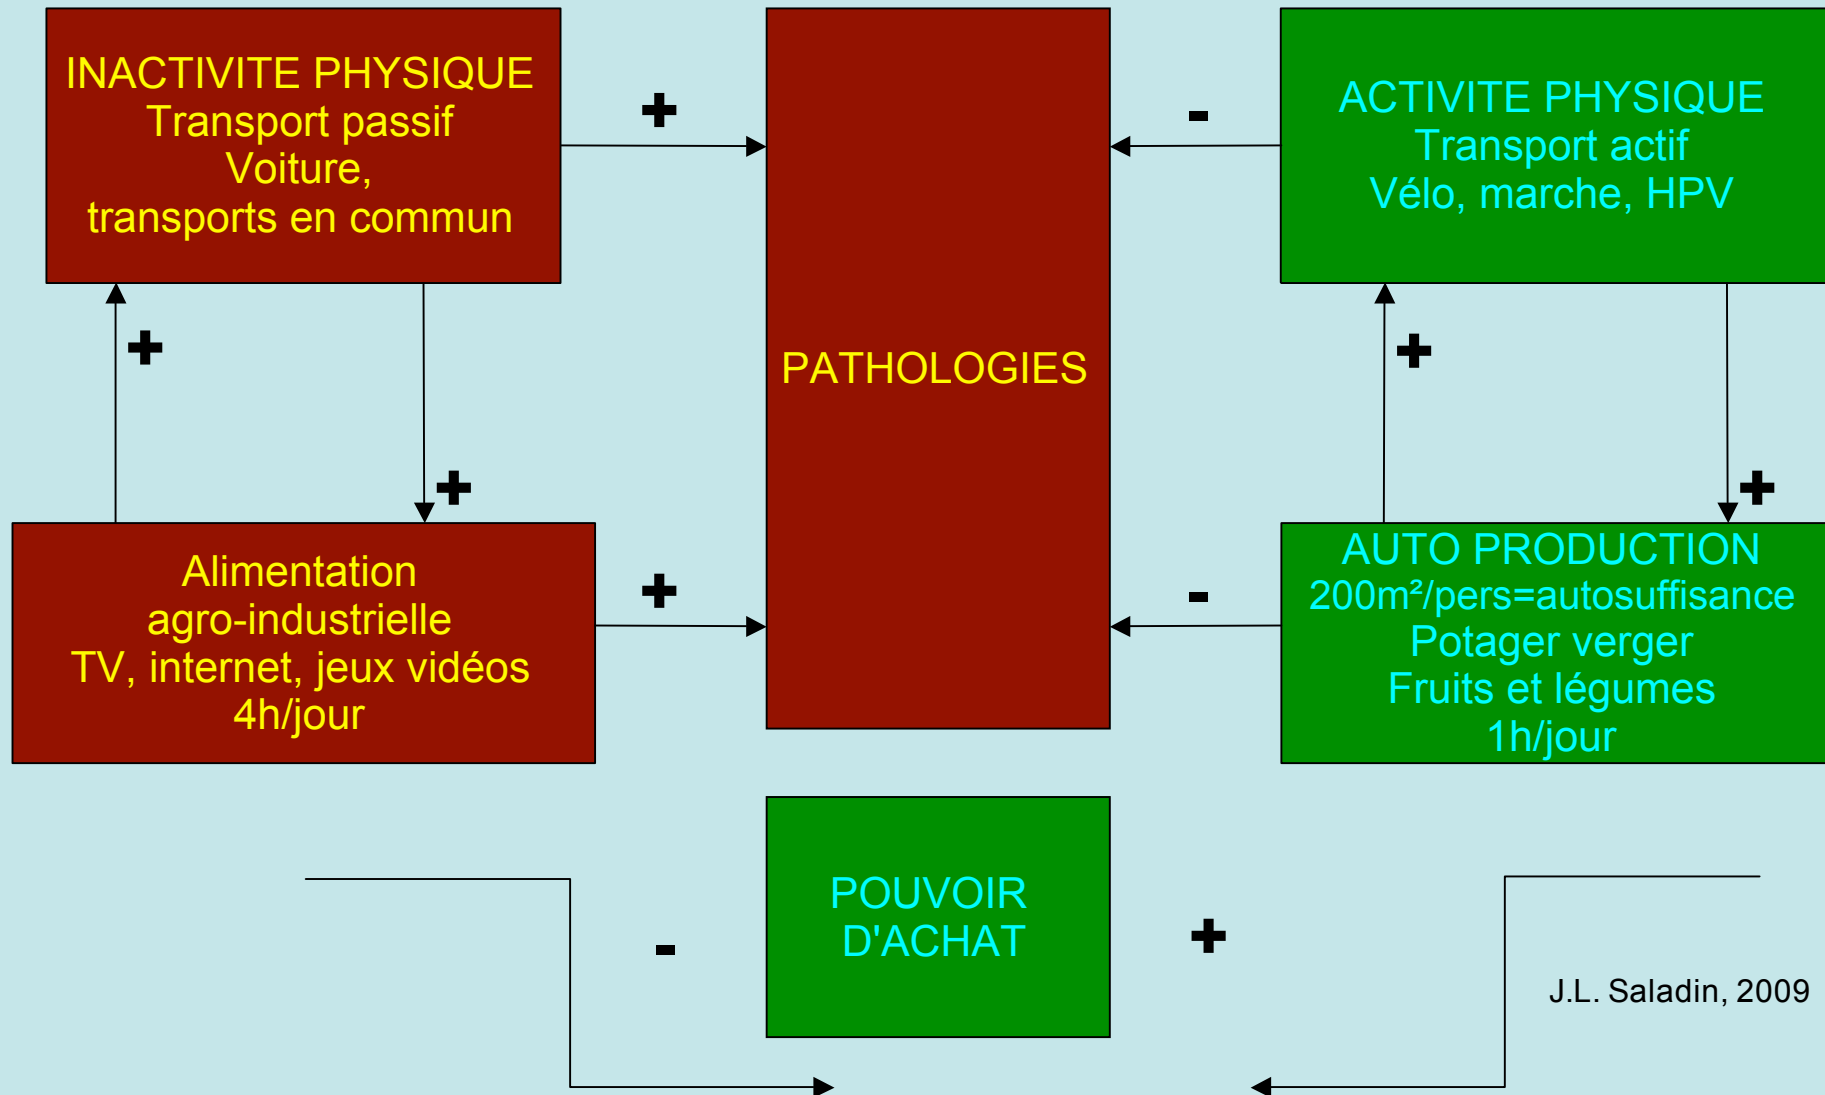 INACTIVITE PHYSIQUE
Transport passif
Voiture,
transports en commun
+
PATHOLOGIES
-
ACTIVITE PHYSIQUE
Transport actif
Vélo, marche, HPV
+
+
+
+
Alimentation
agro-industrielle
TV, internet, jeux vidéos
4h/jour
+
-
AUTO PRODUCTION
200m²/pers=autosuffisance
Potager verger
Fruits et légumes
1h/jour
-
POUVOIR
D'ACHAT
+
J.L. Saladin, 2009